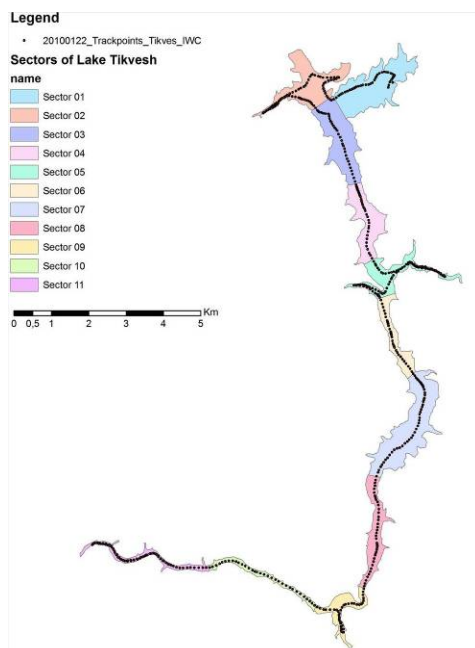 Legend
• 20100122_Trackpoints_Tikves_IWC
Sectors of Lake Tikvesh
name
Sector 01
Sector 02
Sector 03
Sector 04
Sector 05
Sector 06
Sector 07
Sector 08
Sector 09
Sector 10
Sector 11
Km
0 0,5 1 2 3 4 5